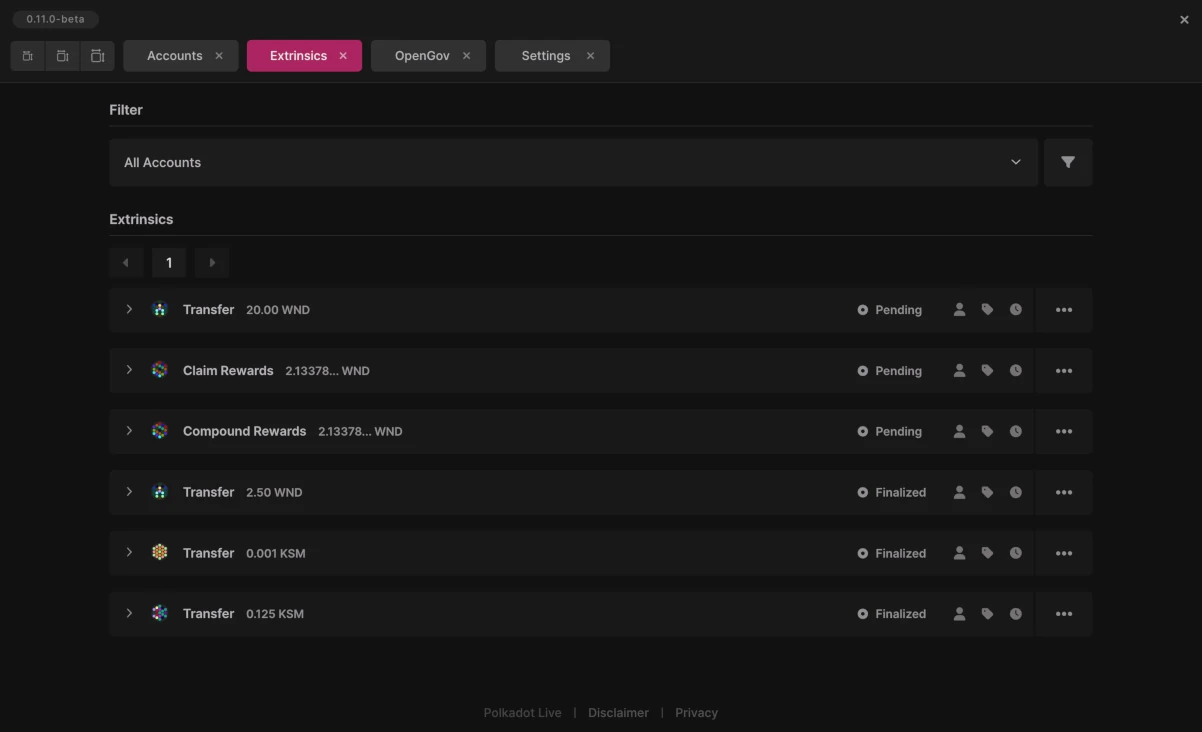 0.11.0-beta
Accounts Extrinsics OpenGov Settings
Filter
All Accounts
Extrinsics
1
Transfer 20.00 WND Pending
Claim Rewards 2.13378... WND Pending
Compound Rewards 2.13378... WND Pending
Transfer 2.50 WND Finalized
Transfer 0.001 KSM Finalized
Transfer 0.125 KSM Finalized
Polkadot Live | Disclaimer | Privacy